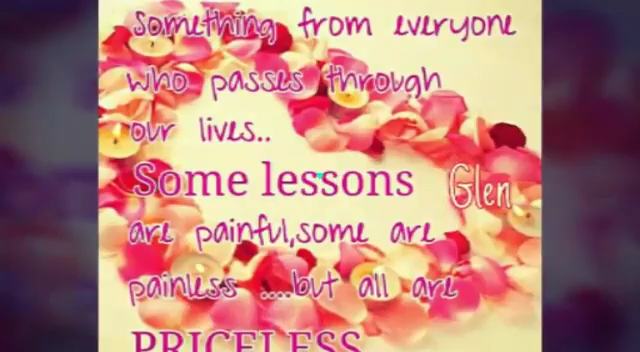 something from everyone
who passes through
our lives..
Some lessons
Glen
are painful,some are
painless ....but all are
PRICELESS